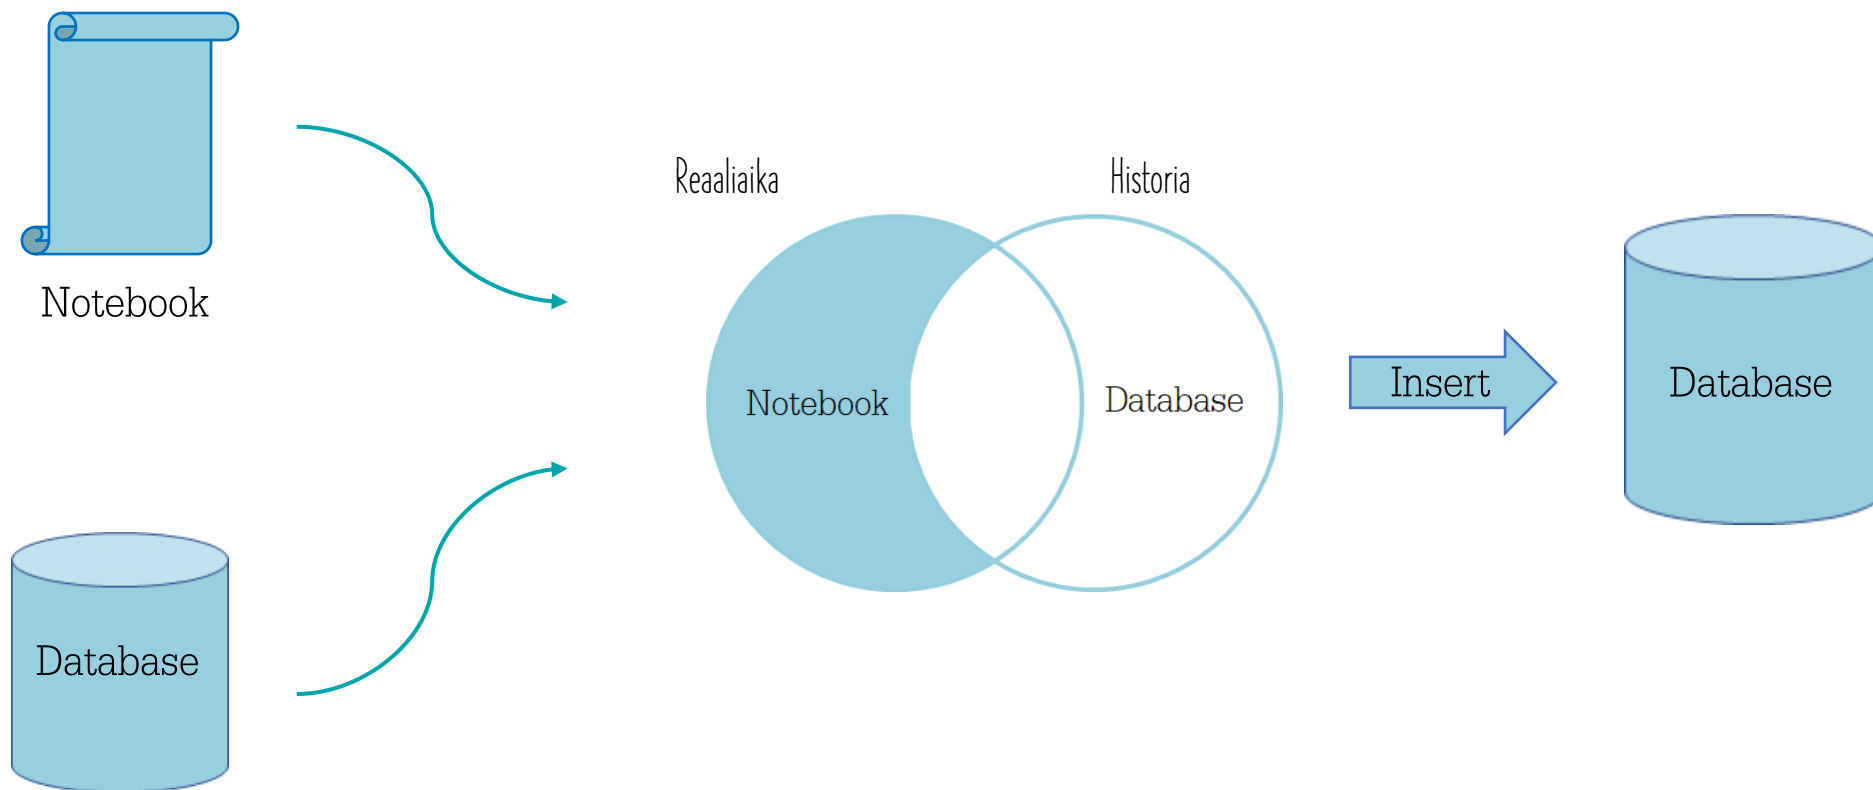 Notebook
Database
Reaaliaika
Historia
Notebook
Database
Insert
Database